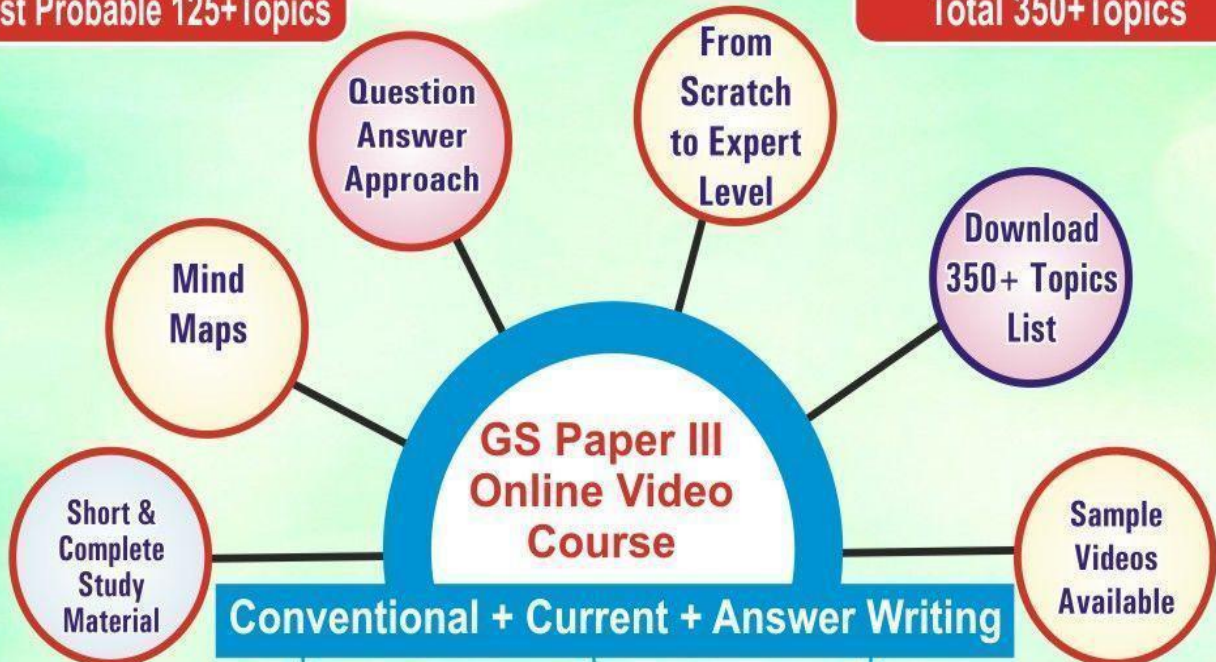 st Probable 125+Topics
Total 350+Topics
Question
Answer
Approach
From
Scratch
to Expert
Level
Mind
Maps
Download
350+ Topics
List
Short &
Complete
Study
Material
GS Paper III
Online Video
Course
Sample
Videos
Available
Conventional + Current + Answer Writing